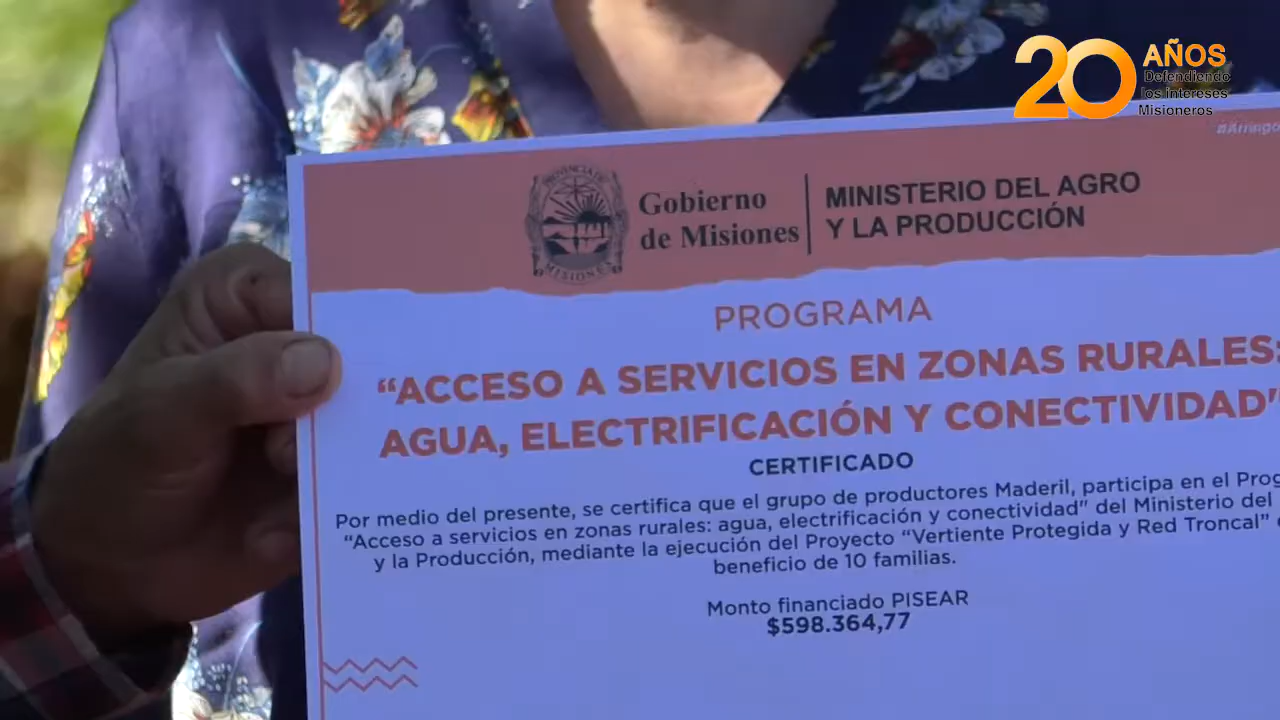 20 AÑOS
Defendiendo
los intereses
Misioneros
PROVINCIA DE
MISIONES
Gobierno
de Misiones
MINISTERIO DEL AGRO
Y LA PRODUCCIÓN
PROGRAMA
“ACCESO A SERVICIOS EN ZONAS RURALES:
AGUA, ELECTRIFICACIÓN Y CONECTIVIDAD"
CERTIFICADO
Por medio del presente, se certifica que el grupo de productores Maderil, participa en el Prog
“Acceso a servicios en zonas rurales: agua, electrificación y conectividad" del Ministerio del
y la Producción, mediante la ejecución del Proyecto “Vertiente Protegida y Red Troncal”
beneficio de 10 familias.
Monto financiado PISEAR
$598.364,77